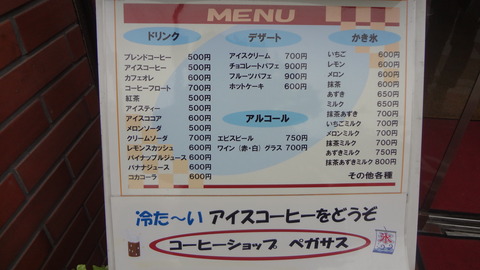 MENU
ドリンク
ブレンドコーヒー 500円
アイスコーヒー 500円
カフェオレ 600円
コーヒーフロート 700円
紅茶 500円
アイスティー 500円
アイスココア 600円
メロンソーダ 500円
クリームソーダ 700円
レモンスカッシュ 600円
パイナップルジュース 600円
バナナジュース 600円
コカコーラ 600円
デザート
アイスクリーム 700円
チョコレートパフェ 900円
フルーツパフェ 900円
ホットケーキ 600円
アルコール
エビスビール 750円
ワイン(赤・白)グラス 700円
かき氷
いちご 600円
レモン 600円
メロン 600円
抹茶 600円
あずき 650円
ミルク 650円
抹茶あずき 700円
いちごミルク 700円
メロンミルク 700円
抹茶ミルク 700円
あずきミルク 750円
抹茶あずきミルク 800円
その他各種
冷た〜い アイスコーヒーをどうぞ
コーヒーショップ ペガサス
氷